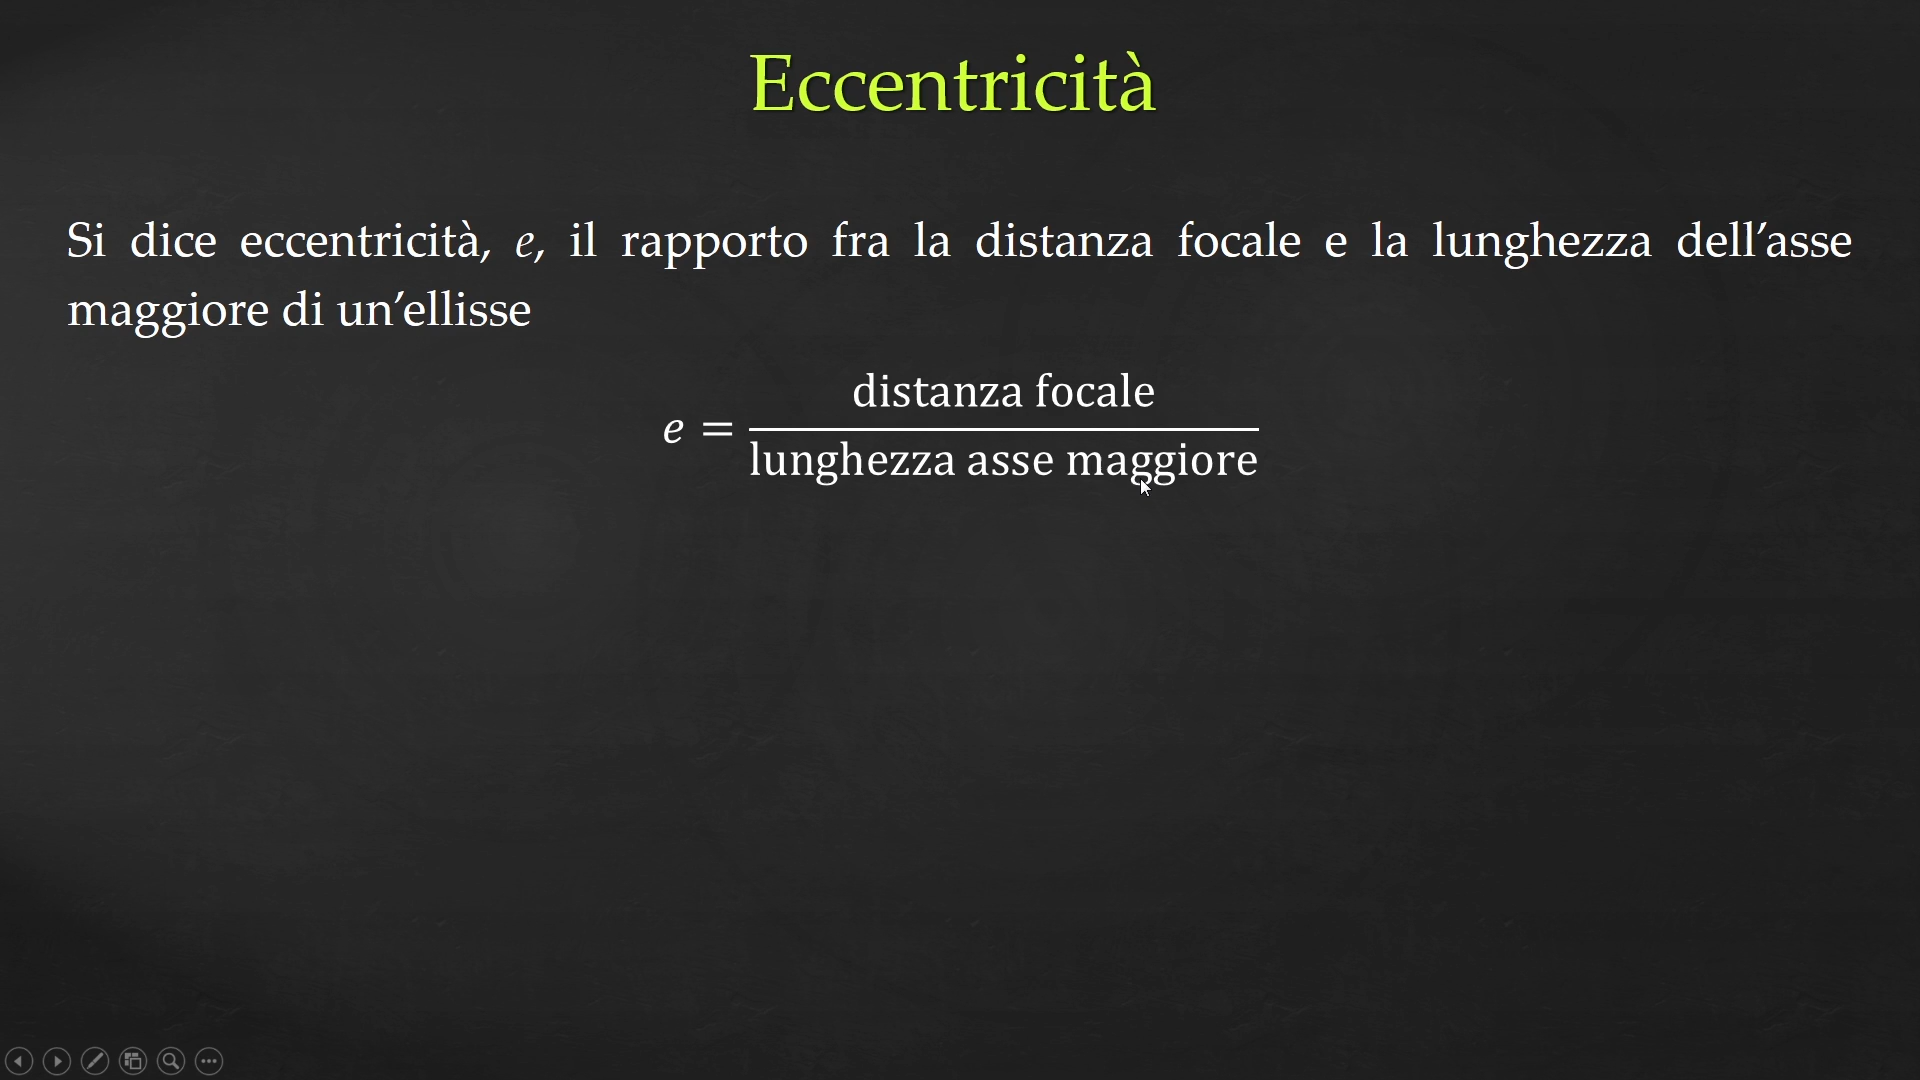 Eccentricità
Si dice eccentricità, e, il rapporto fra la distanza focale e la lunghezza dell’asse
maggiore di un’ellisse
e = distanza focale / lunghezza asse maggiore